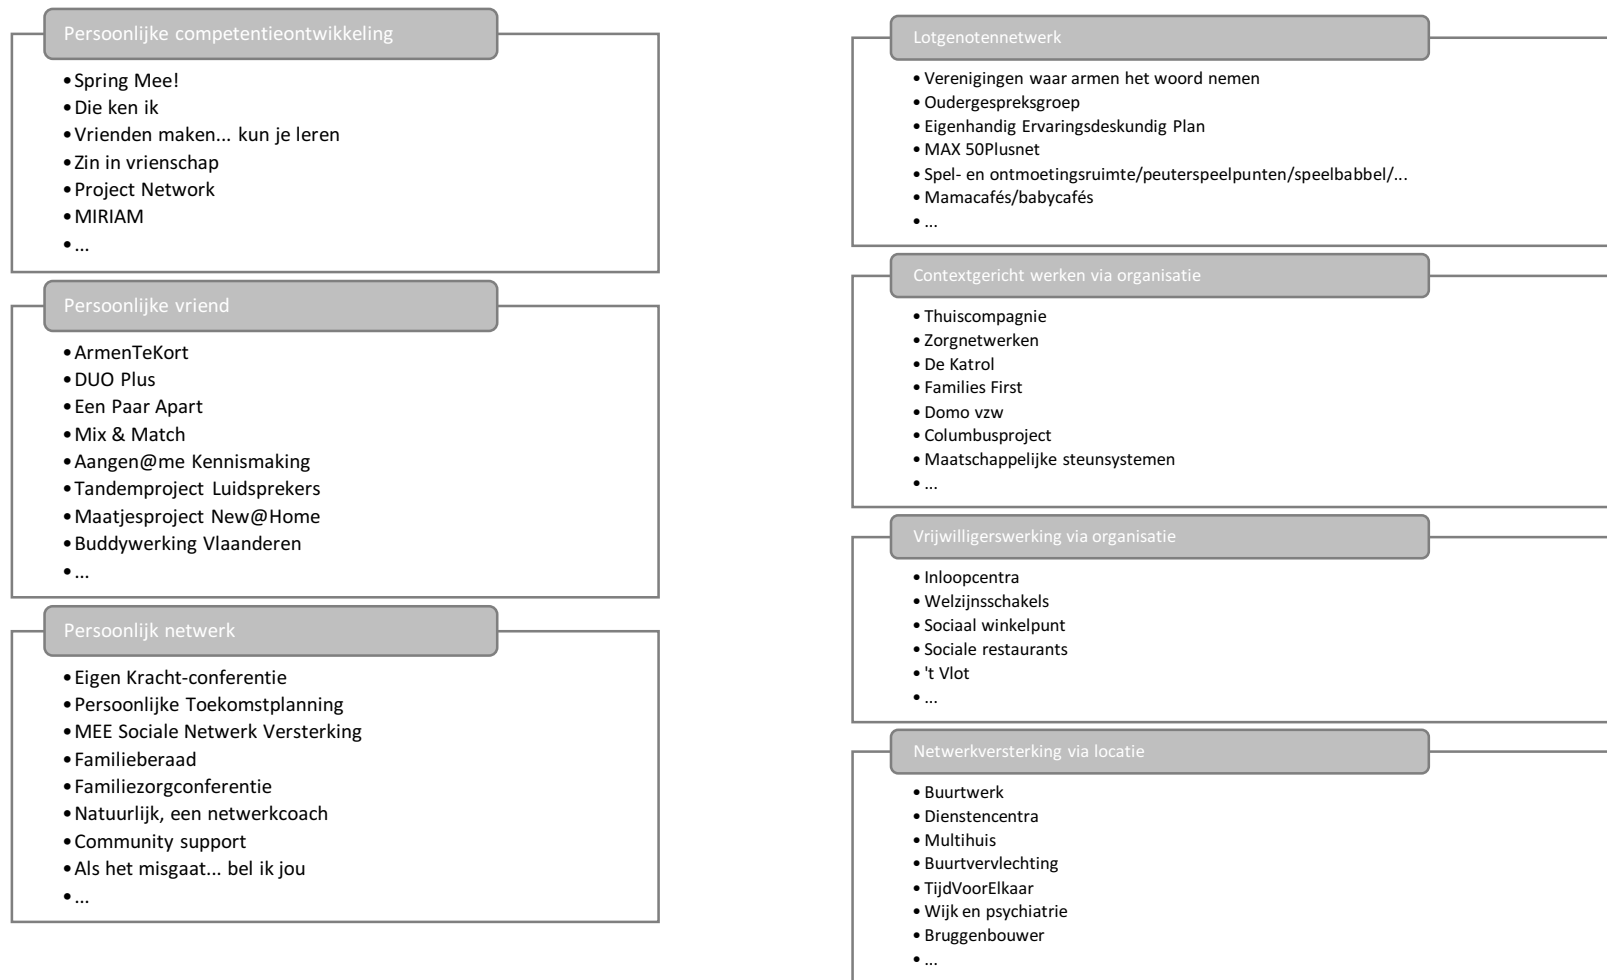 Persoonlijke competentieontwikkeling
•Spring Mee!
•Die ken ik
•Vrienden maken... kun je leren
•Zin in vrienschap
•Project Network
•MIRIAM
•...
Persoonlijke vriend
•ArmenTeKort
•DUO Plus
•Een Paar Apart
•Mix & Match
•Aangen@me Kennismaking
•Tandemproject Luidsprekers
•Maatjesproject New@Home
•Buddywerking Vlaanderen
•...
Persoonlijk netwerk
•Eigen Kracht-conferentie
•Persoonlijke Toekomstplanning
•MEE Sociale Netwerk Versterking
•Familieberaad
•Familiezorgconferentie
•Natuurlijk, een netwerkcoach
•Community support
•Als het misgaat... bel ik jou
•...
Lotgenotennetwerk
•Verenigingen waar armen het woord nemen
•Oudergespreksgroep
•Eigenhandig Ervaringsdeskundig Plan
•MAX 50Plusnet
•Spel- en ontmoetingsruimte/peuterspeelpunten/speelbabbel/...
•Mamacafés/babycafés
•...
Contextgericht werken via organisatie
•Thuiscompagnie
•Zorgnetwerken
•De Katrol
•Families First
•Domo vzw
•Columbusproject
•Maatschappelijke steunsystemen
•...
Vrijwilligerswerking via organisatie
•Inloopcentra
•Welzijnsschakels
•Sociaal winkelpunt
•Sociale restaurants
•'t Vlot
•...
Netwerkversterking via locatie
•Buurtwerk
•Dienstencentra
•Multihuis
•Buurtvervlechting
•TijdVoorElkaar
•Wijk en psychiatrie
•Bruggenbouwer
•...